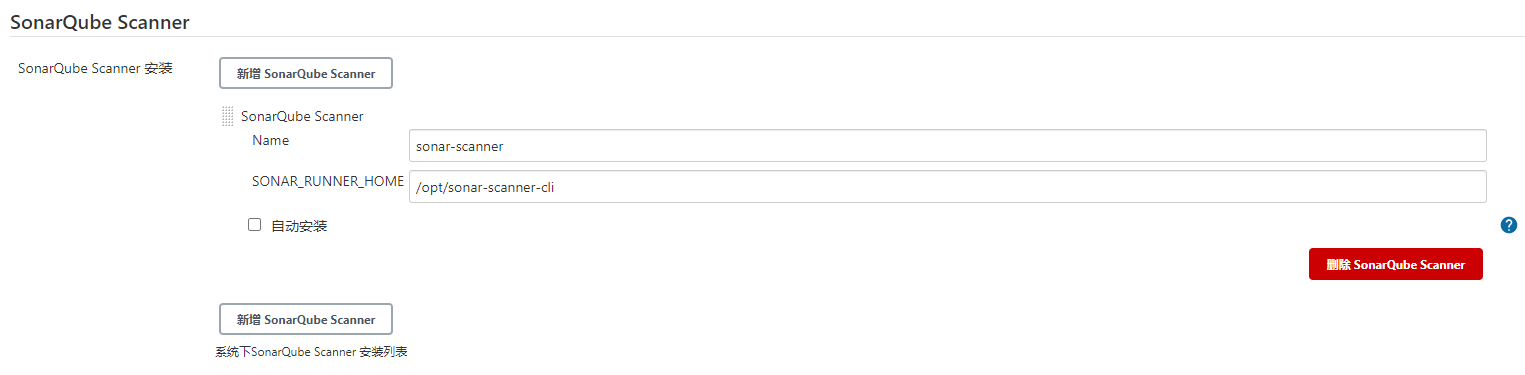 SonarQube Scanner
SonarQube Scanner 安装
新增 SonarQube Scanner
SonarQube Scanner
Name
sonar-scanner
SONAR_RUNNER_HOME
/opt/sonar-scanner-cli
自动安装
?
删除 SonarQube Scanner
新增 SonarQube Scanner
系统下SonarQube Scanner 安装列表